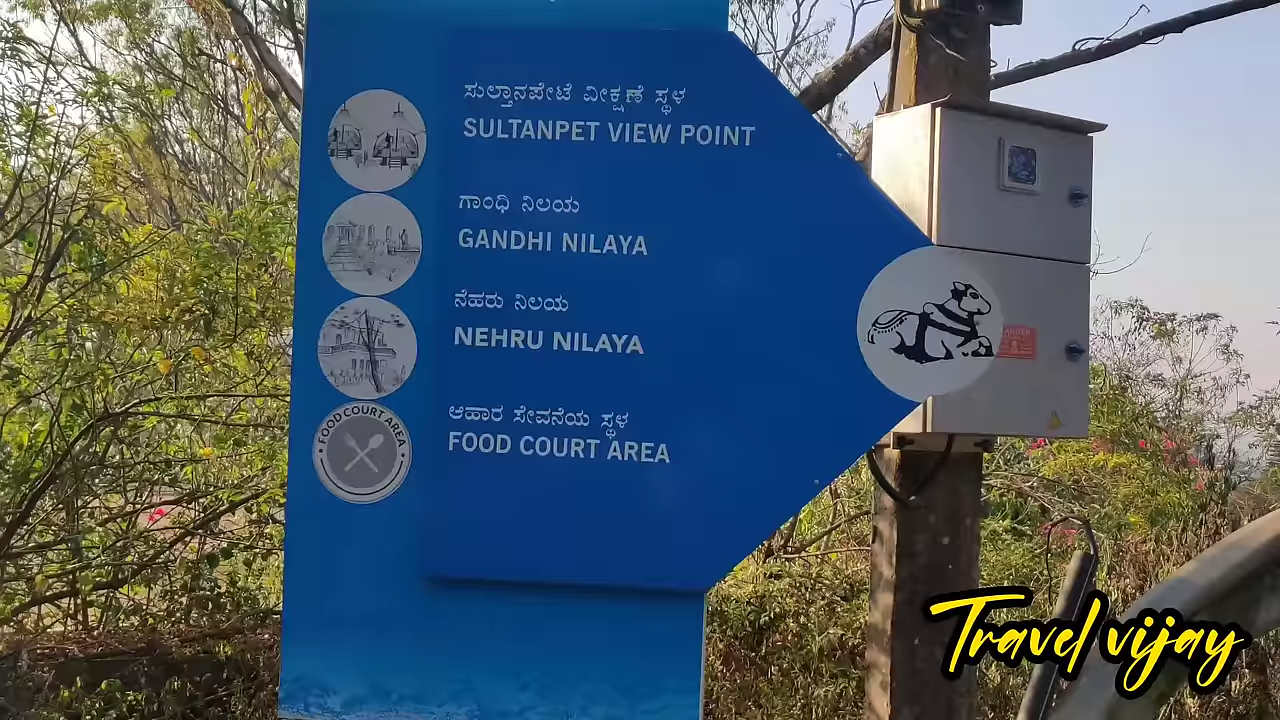 ಸುಲ್ತಾನಪೇಟೆ ವೀಕ್ಷಣೆ ಸ್ಥಳ
SULTANPET VIEW POINT
ಗಾಂಧಿ ನಿಲಯ
GANDHI NILAYA
ನೆಹರು ನಿಲಯ
NEHRU NILAYA
FOOD COURT AREA
ಆಹಾರ ಸೇವನೆಯ ಸ್ಥಳ
FOOD COURT AREA
Travel vijay